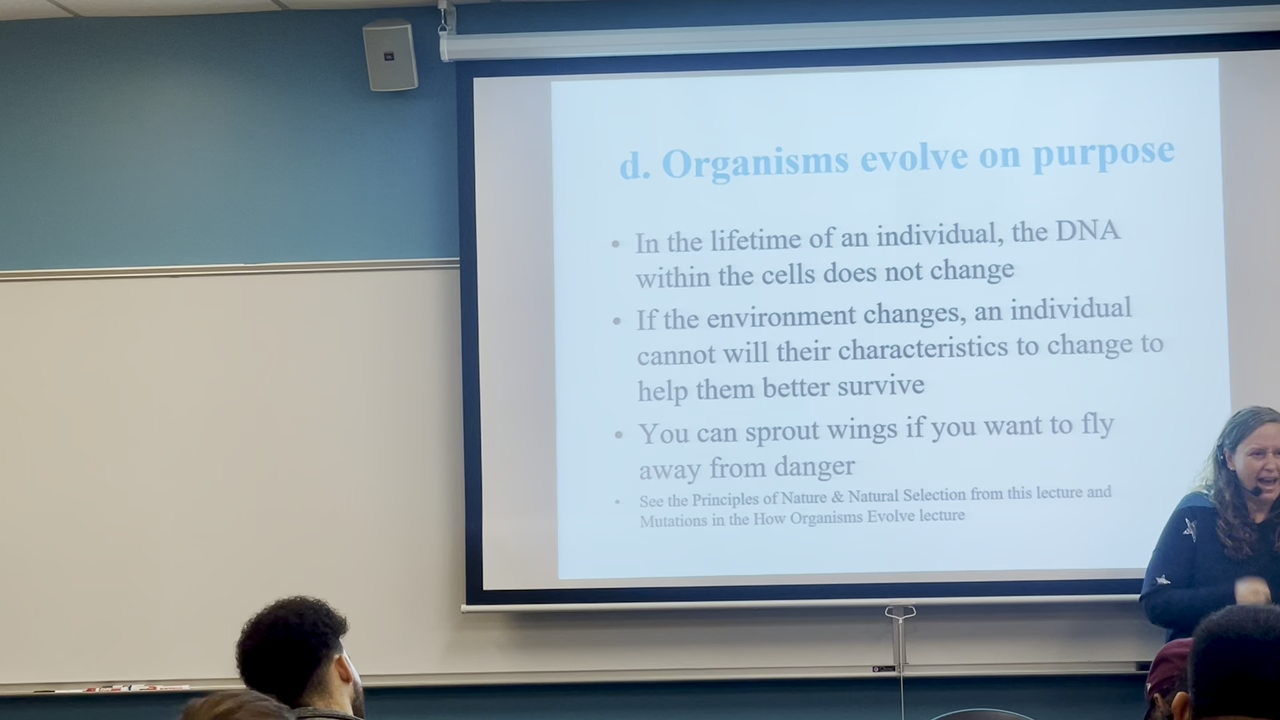 d. Organisms evolve on purpose
• In the lifetime of an individual, the DNA
within the cells does not change
• If the environment changes, an individual
cannot will their characteristics to change to
help them better survive
• You can sprout wings if you want to fly
away from danger
• See the Principles of Nature & Natural Selection from this lecture and
Mutations in the How Organisms Evolve lecture